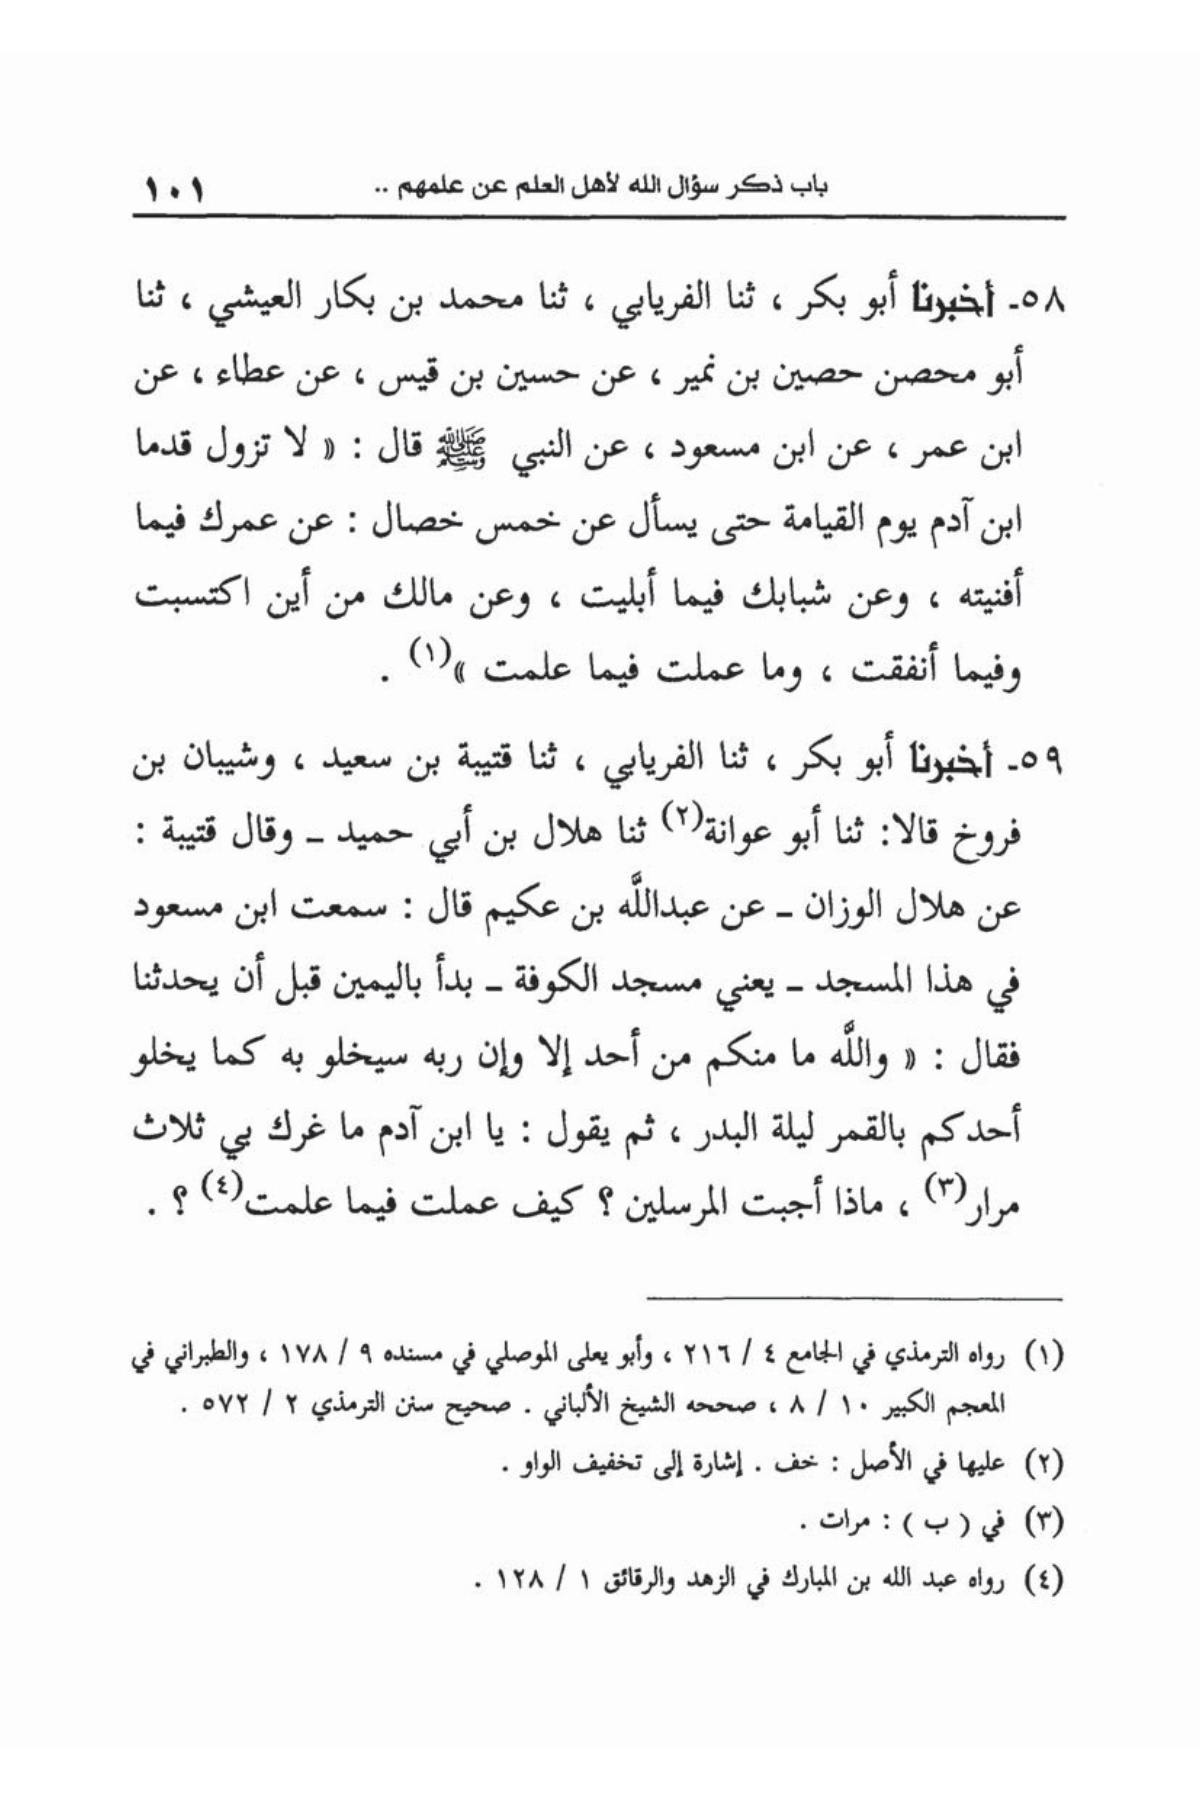 باب ذكر سؤال الله لأهل العلم عن علمهم .. ١٠١
٥٨ـ أخبرنا أبو بكر ، ثنا الفريابي ، ثنا محمد بن بكار العيشي ، ثنا
أبو محصن حصين بن نمير ، عن حسين بن قيس ، عن عطاء ، عن
ابن عمر ، عن ابن مسعود ، عن النبي ﷺ قال : « لا تزول قدما
ابن آدم يوم القيامة حتى يسأل عن خمس خصال : عن عمرك فيما
أفنيته ، وعن شبابك فيما أبليت ، وعن مالك من أين اكتسبت
وفيما أنفقت ، وما عملت فيما علمت »(١) .
٥٩ـ أخبرنا أبو بكر ، ثنا الفريابي ، ثنا قتيبة بن سعيد ، وشيبان بن
فروخ قالا: ثنا أبو عوانة(٢) ثنا هلال بن أبي حميد ـ وقال قتيبة :
عن هلال الوزان ـ عن عبداللَّه بن عكيم قال : سمعت ابن مسعود
في هذا المسجد ـ يعني مسجد الكوفة ـ بدأ باليمين قبل أن يحدثنا
فقال : « واللَّه ما منكم من أحد إلا وإن ربه سيخلو به كما يخلو
أحدكم بالقمر ليلة البدر ، ثم يقول : يا ابن آدم ما غرك بي ثلاث
مرار(٣) ، ماذا أجبت المرسلين ؟ كيف عملت فيما علمت(٤) ؟ .
(١) رواه الترمذي في الجامع ٤ / ٢١٦ ، وأبو يعلى الموصلي في مسنده ٩ / ١٧٨ ، والطبراني في
المعجم الكبير ١٠ / ٨ ، صححه الشيخ الألباني . صحيح سنن الترمذي ٢ / ٥٧٢ .
(٢) عليها في الأصل : خف . إشارة إلى تخفيف الواو .
(٣) في ( ب ) : مرات .
(٤) رواه عبد الله بن المبارك في الزهد والرقائق ١ / ١٢٨ .